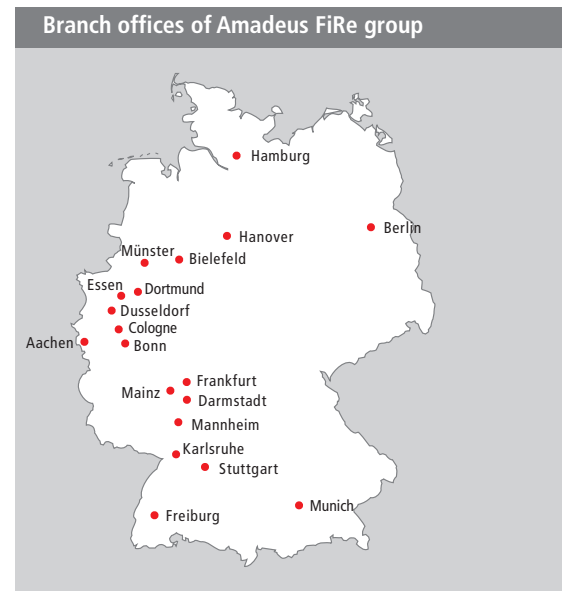 Branch offices of Amadeus FiRe group
Hamburg
Berlin
Hanover
Münster
Bielefeld
Essen
Dortmund
Dusseldorf
Cologne
Aachen
Bonn
Frankfurt
Mainz
Darmstadt
Mannheim
Karlsruhe
Stuttgart
Munich
Freiburg